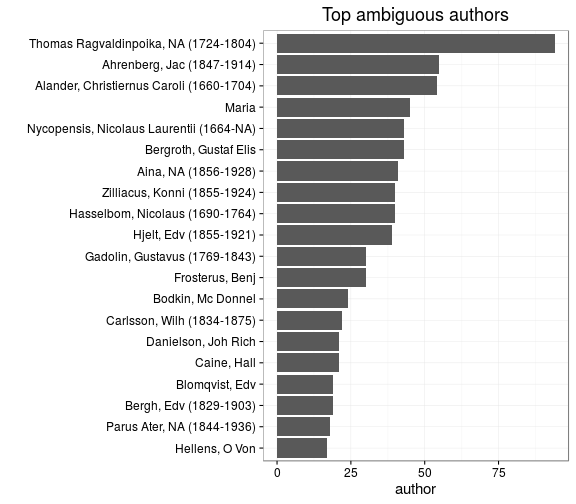 Top ambiguous authors
Thomas Ragvaldinpoika, NA (1724-1804)
Ahrenberg, Jac (1847-1914)
Alander, Christiernus Caroli (1660-1704)
Maria
Nycopensis, Nicolaus Laurentii (1664-NA)
Bergroth, Gustaf Elis
Aina, NA (1856-1928)
Zilliacus, Konni (1855-1924)
Hasselbom, Nicolaus (1690-1764)
Hjelt, Edv (1855-1921)
Gadolin, Gustavus (1769-1843)
Frosterus, Benj
Bodkin, Mc Donnel
Carlsson, Wilh (1834-1875)
Danielson, Joh Rich
Caine, Hall
Blomqvist, Edv
Bergh, Edv (1829-1903)
Parus Ater, NA (1844-1936)
Hellens, O Von
0 25 50 75
author